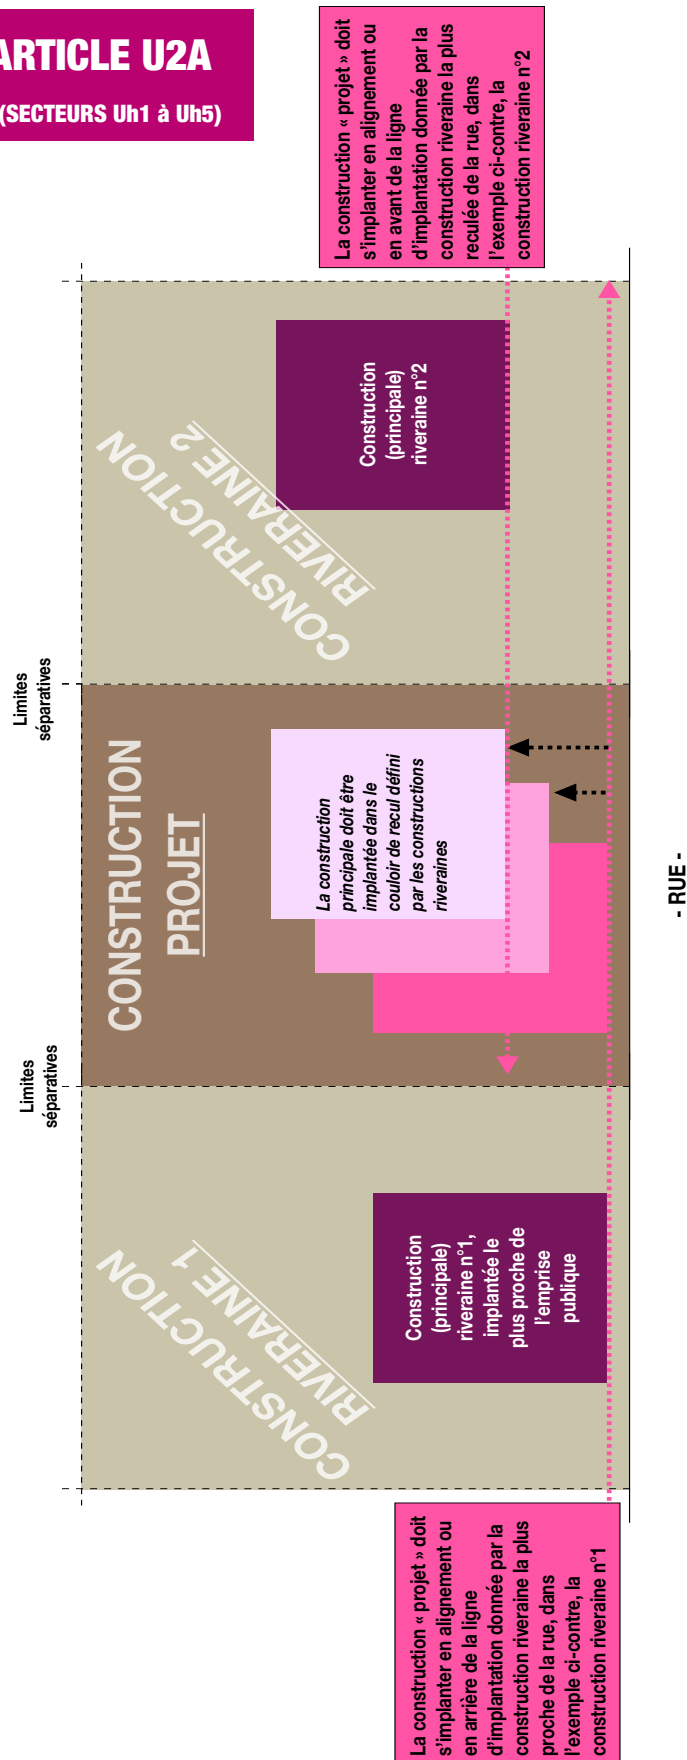 ARTICLE U2A
(SECTEURS Uh1 à Uh5)
La construction « projet » doit
s'implanter en alignement ou
en avant de la ligne
d'implantation donnée par la
construction riveraine la plus
reculée de la rue, dans
l'exemple ci-contre, la
construction riveraine n°2
CONSTRUCTION
RIVERAINE 2
Construction
(principale)
riveraine n°2
Limites
séparatives
CONSTRUCTION
PROJET
La construction
principale doit être
implantée dans le
couloir de recul défini
par les constructions
riveraines
- RUE -
Limites
séparatives
CONSTRUCTION
RIVERAINE 1
Construction
(principale)
riveraine n°1,
implantée le
plus proche de
l'emprise
publique
La construction « projet » doit
s'implanter en alignement ou
en arrière de la ligne
d'implantation donnée par la
construction riveraine la plus
proche de la rue, dans
l'exemple ci-contre, la
construction riveraine n°1